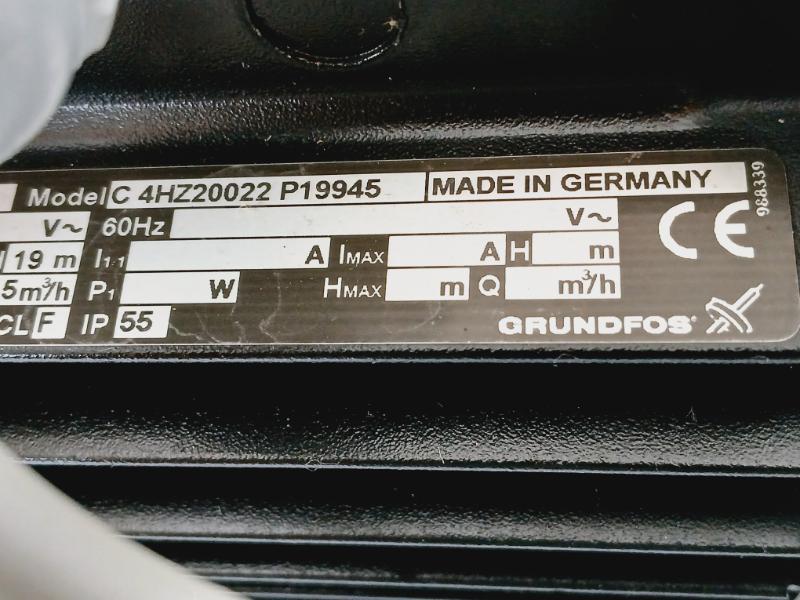 Model C 4HZ20022 P19945 MADE IN GERMANY
V~ 60Hz V~
19 m I1.1 A IMAX A H m
5m³/h P1 W HMAX m Q m³/h
CL F IP 55
GRUNDFOS
CE
988339